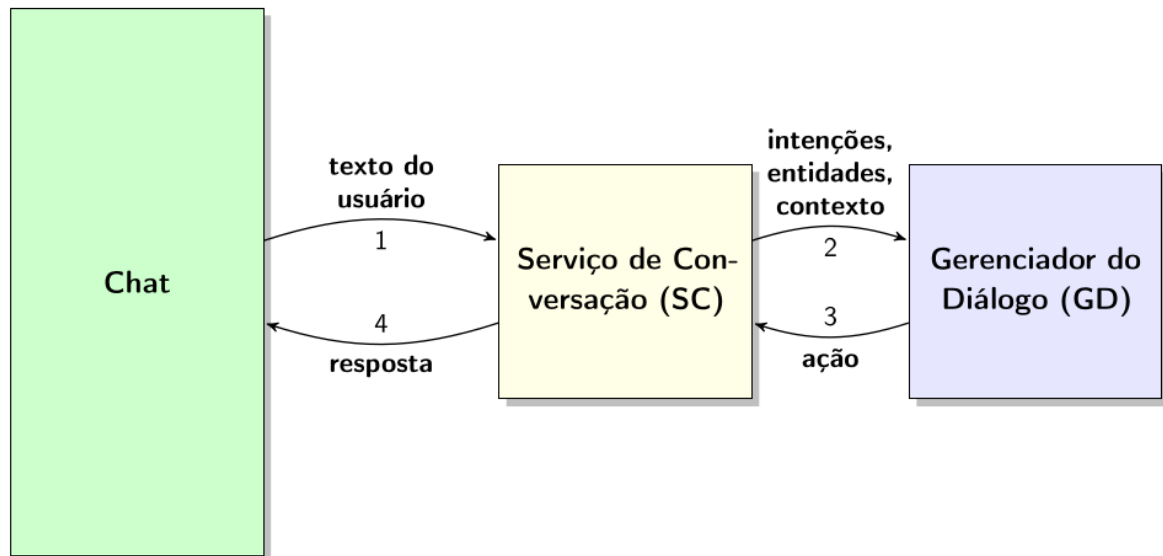 Chat
texto do
usuário
1
4
resposta
Serviço de Con-
versação (SC)
intenções,
entidades,
contexto
2
3
ação
Gerenciador do
Diálogo (GD)